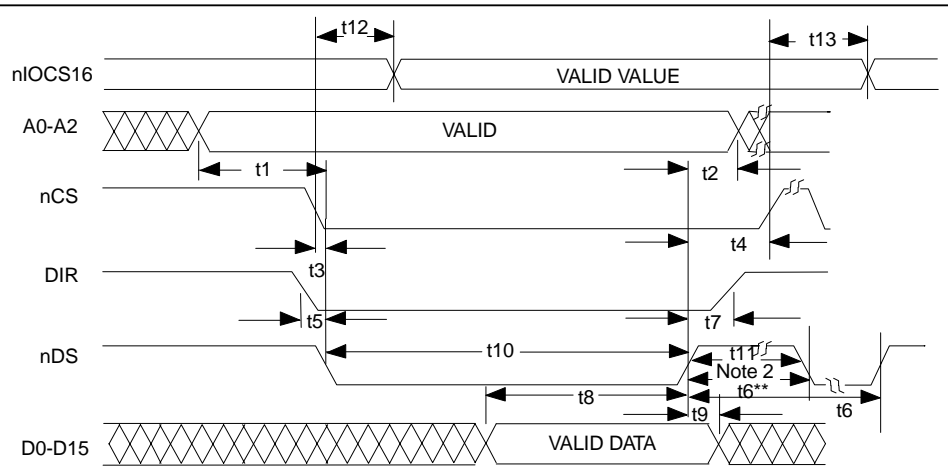 t12
t13
nIOCS16
VALID VALUE
A0-A2
VALID
t1
t2
nCS
t3
t4
DIR
t5
t7
nDS
t10
t11
Note 2
t8
t6**
t9
t6
D0-D15
VALID DATA